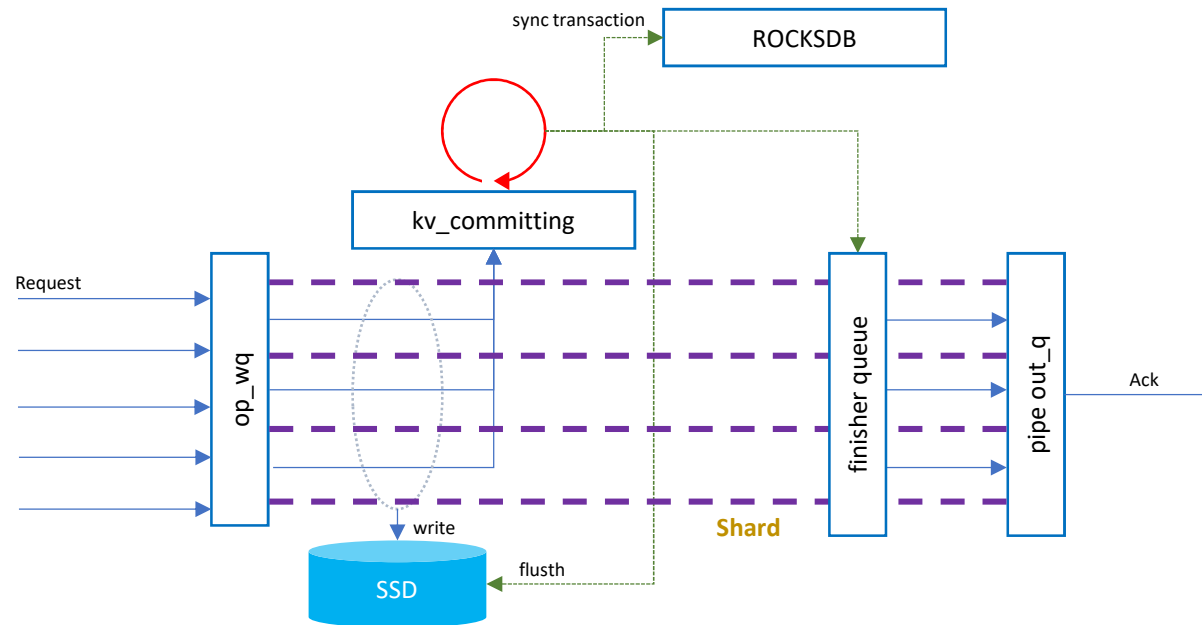 sync transaction
ROCKSDB
kv_committing
Request
op_wq
finisher queue
pipe out_q
Ack
Shard
write
flusth
SSD